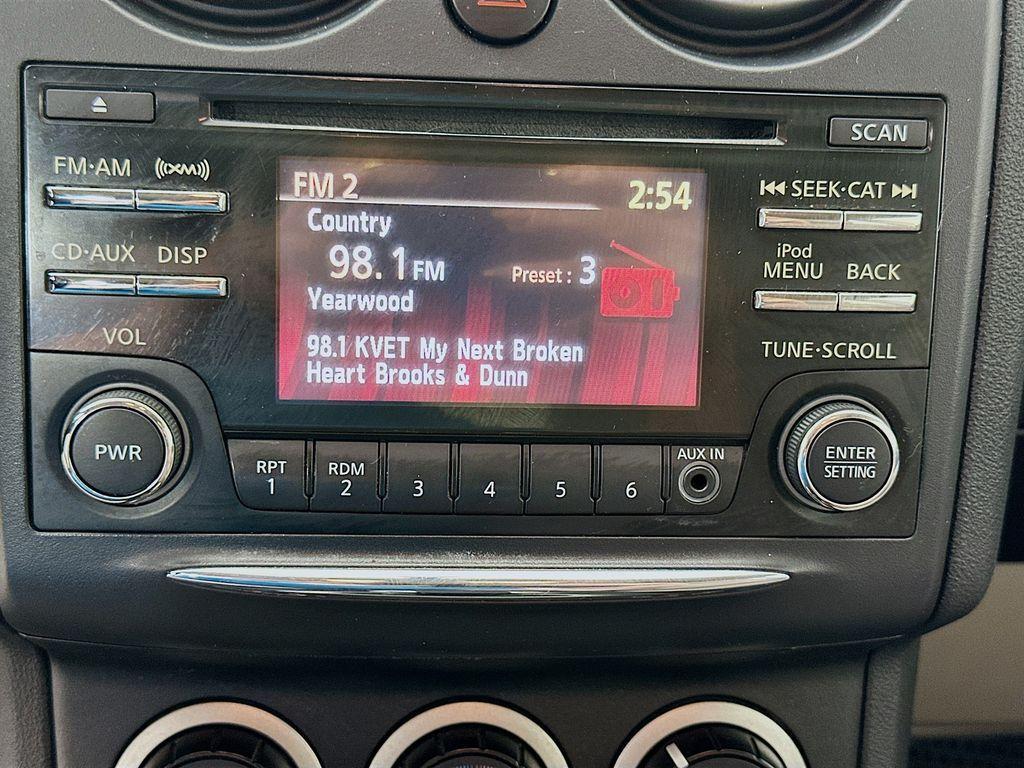 SCAN
FM·AM ((XM))
SEEK·CAT
CD·AUX DISP
iPod
MENU BACK
VOL
TUNE·SCROLL
FM 2 2:54
Country
98.1 FM Preset : 3
Yearwood
98.1 KVET My Next Broken
Heart Brooks & Dunn
PWR
RPT
1
RDM
2
3
4
5
6
AUX IN
ENTER
SETTING